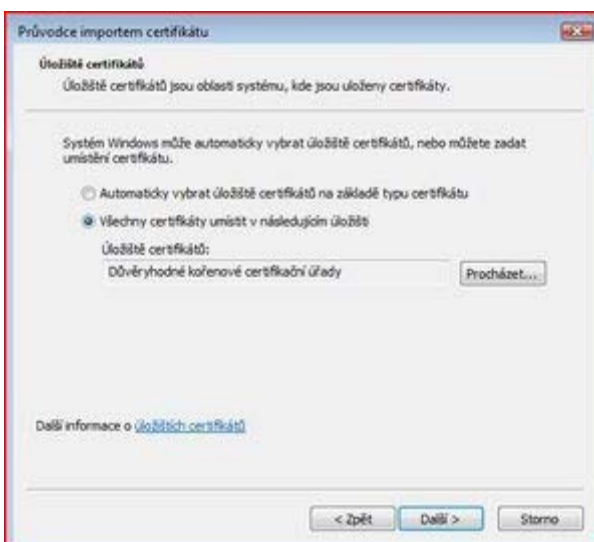 Průvodce importem certifikátu
Úložiště certifikátů
Úložiště certifikátů jsou oblasti systému, kde jsou uloženy certifikáty.
Systém Windows může automaticky vybrat úložiště certifikátů, nebo můžete zadat
umístění certifikátu.
Automaticky vybrat úložiště certifikátů na základě typu certifikátu
Všechny certifikáty umístit v následujícím úložišti
Úložiště certifikátů:
Důvěryhodné kořenové certifikační úřady
Procházet...
Další informace o úložištích certifikátů
< Zpět
Další >
Storno